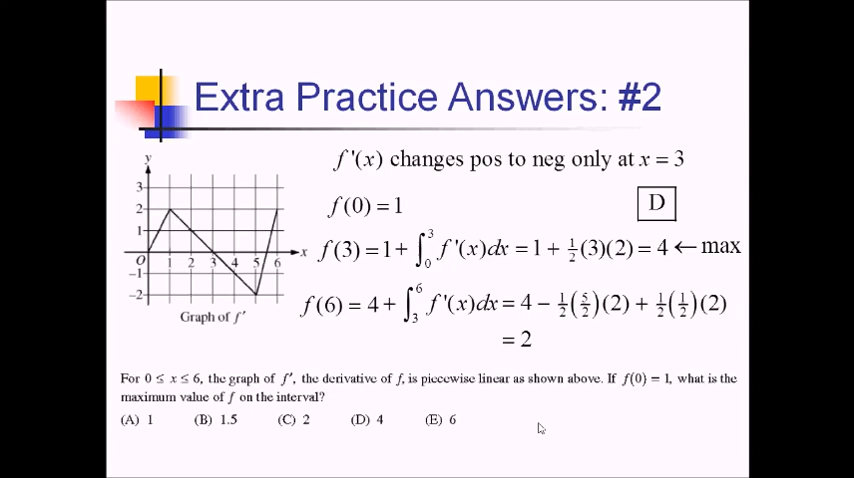 Extra Practice Answers: #2
f'(x) changes pos to neg only at x = 3
f(0) = 1
D
f(3) = 1 + ∫₀³ f'(x)dx = 1 + ½(3)(2) = 4 ← max
f(6) = 4 + ∫₃⁶ f'(x)dx = 4 − ½(5/2)(2) + ½(½)(2)
= 2
y
3
2
1
O 1 2 3 4 5 6 x
−1
−2
Graph of f'
For 0 ≤ x ≤ 6, the graph of f', the derivative of f, is piecewise linear as shown above. If f(0) = 1, what is the
maximum value of f on the interval?
(A) 1 (B) 1.5 (C) 2 (D) 4 (E) 6